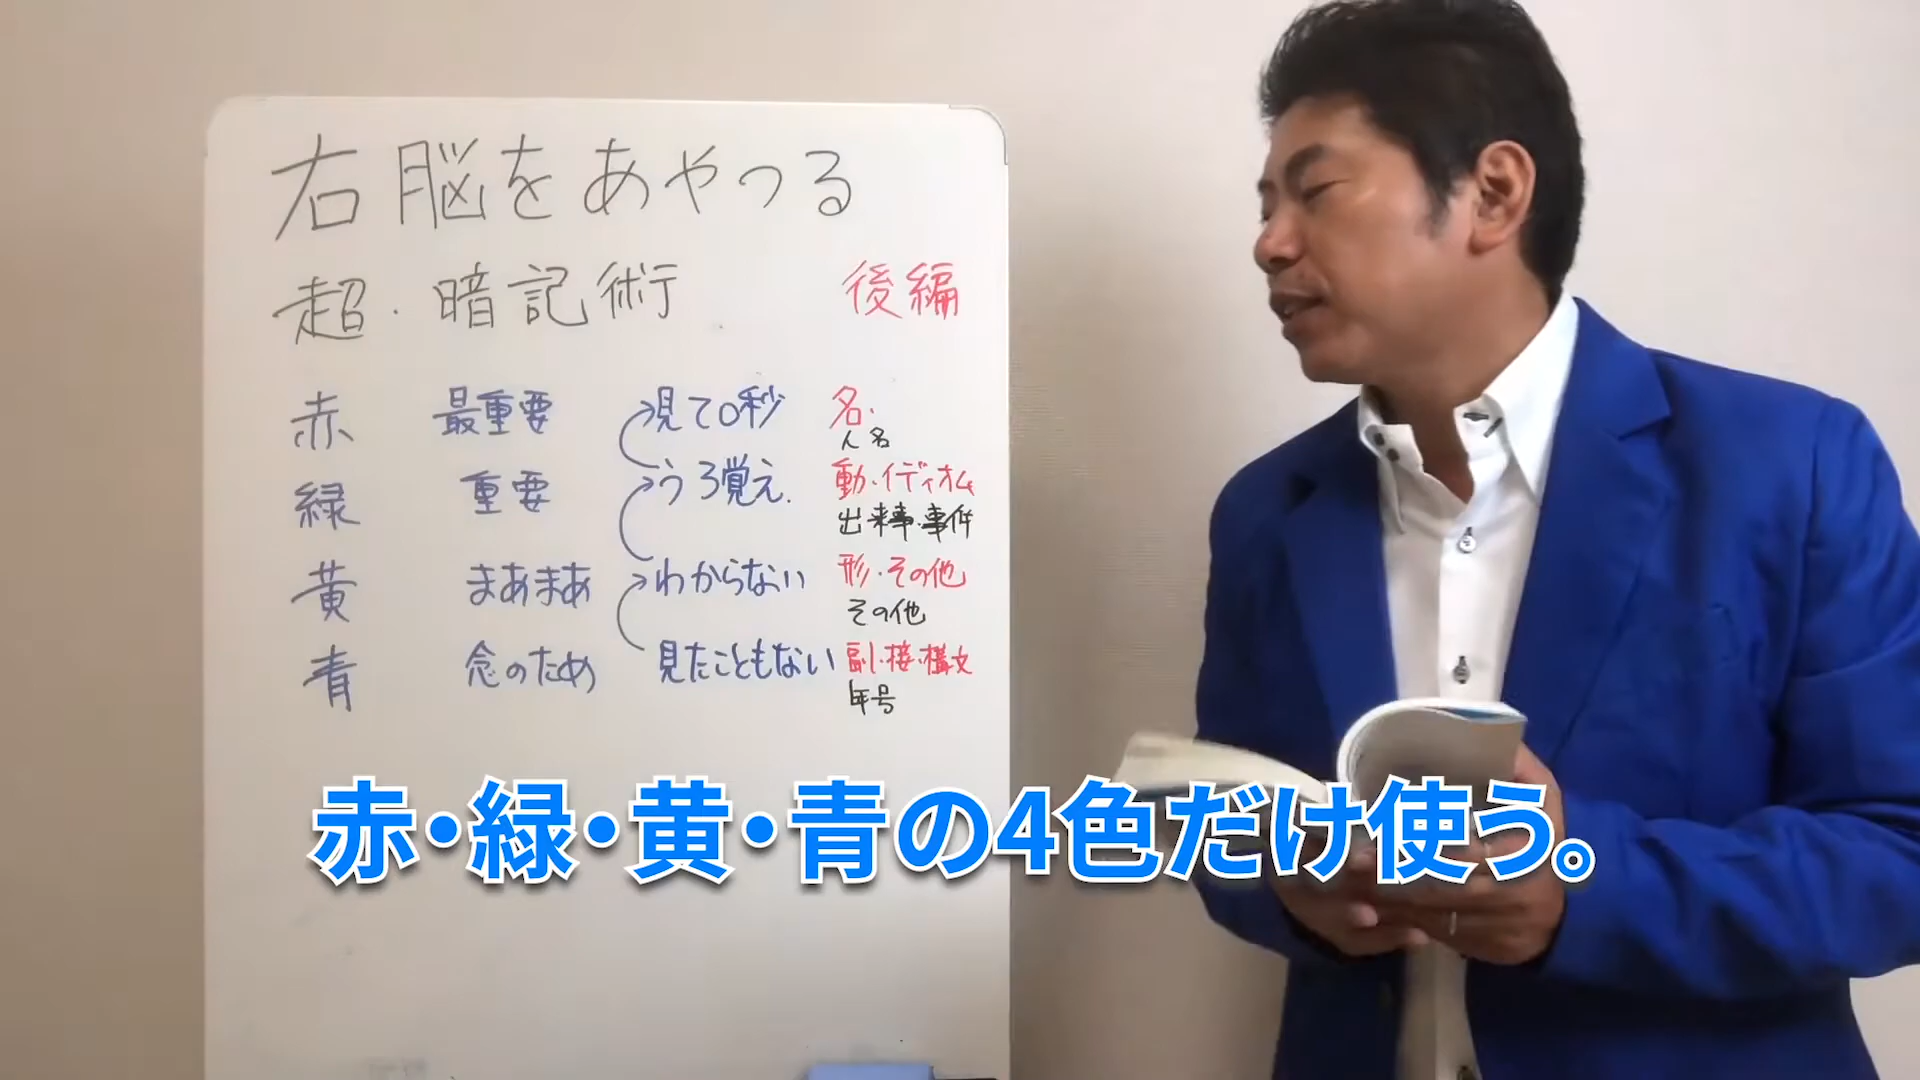 右脳をあやつる
超・暗記術 後編
赤 最重要 見て0秒 名・
人名
緑 重要 うろ覚え. 動・イディオム
出来事・事件
黄 まあまあ わからない 形・その他
その他
青 念のため 見たこともない 副・接・構文
年号
赤・緑・黄・青の4色だけ使う。